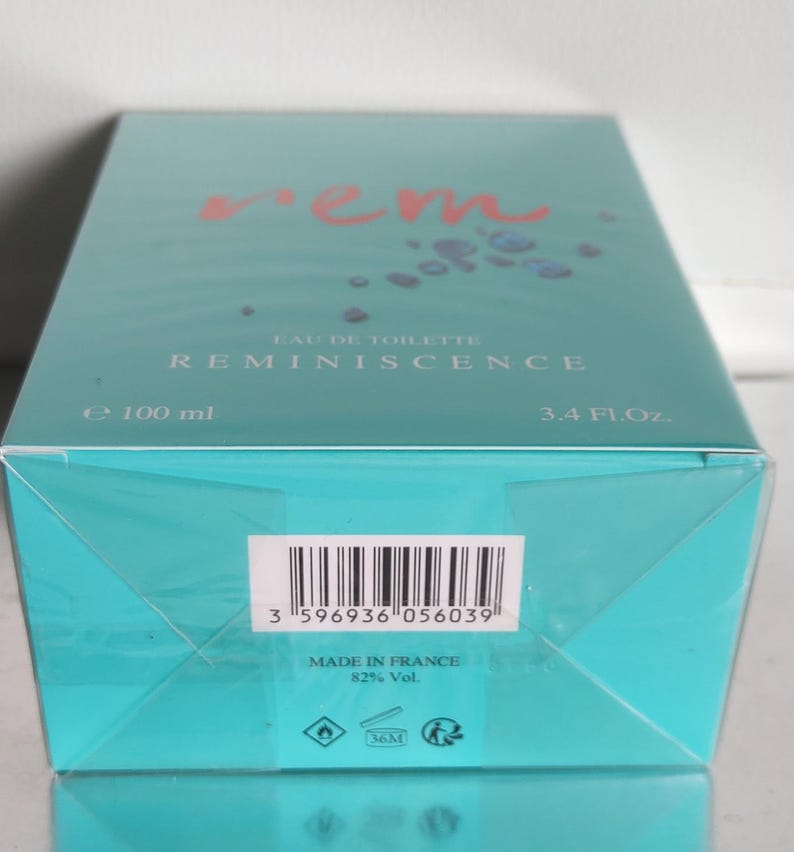 rem
EAU DE TOILETTE
REMINISCENCE
℮ 100 ml
3.4 Fl.Oz.
3 596936 056039
MADE IN FRANCE
82% Vol.
36M